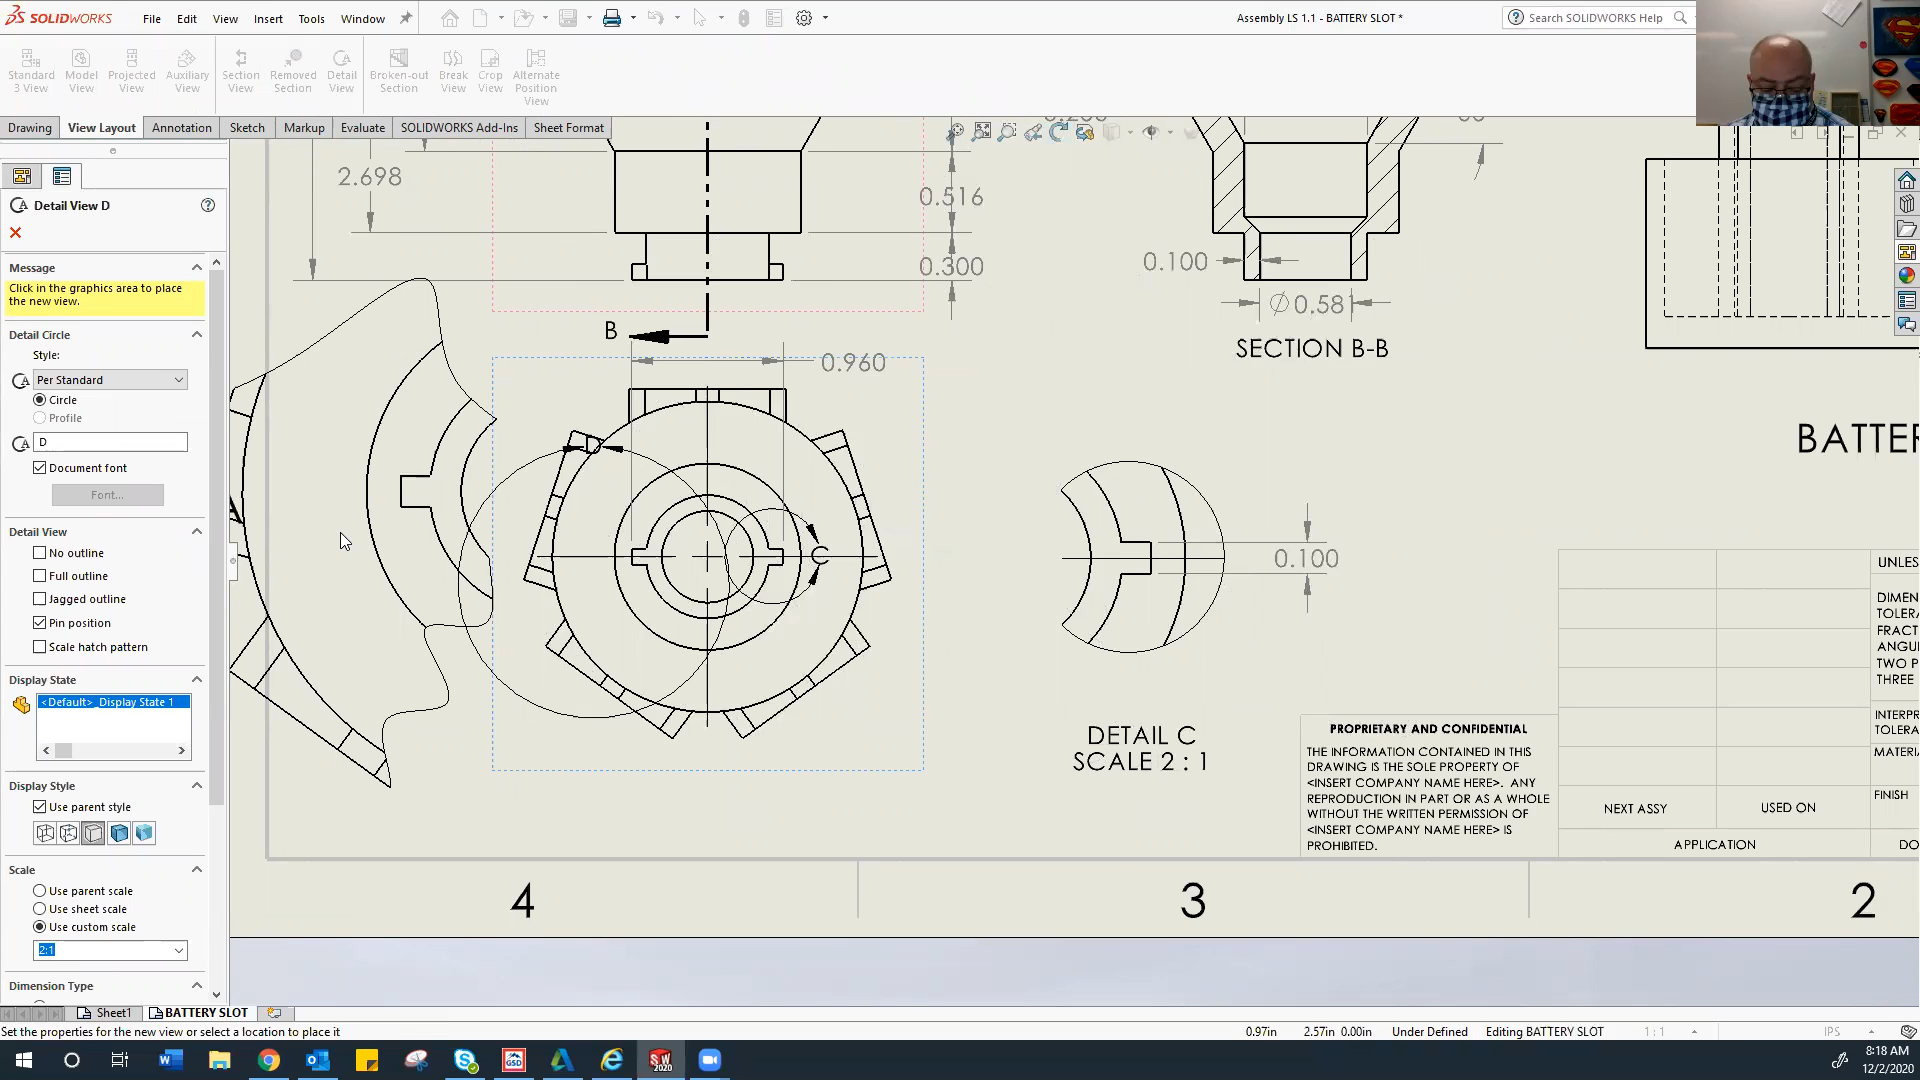 SOLIDWORKS
File Edit View Insert Tools Window
Assembly LS 1.1 - BATTERY SLOT *
Search SOLIDWORKS Help
Standard 3 View
Model View
Projected View
Auxiliary View
Section View
Removed Section
Detail View
Broken-out Section
Break View
Crop View
Alternate Position View
Drawing View Layout Annotation Sketch Markup Evaluate SOLIDWORKS Add-Ins Sheet Format
Detail View D
Message
Click in the graphics area to place
the new view.
Detail Circle
Style:
Per Standard
Circle
Profile
D
Document font
Font...
Detail View
No outline
Full outline
Jagged outline
Pin position
Scale hatch pattern
Display State
<Default>_Display State 1
Display Style
Use parent style
Scale
Use parent scale
Use sheet scale
Use custom scale
2:1
Dimension Type
2.698
0.516
0.300
B
0.960
D
C
0.100
Ø0.581
SECTION B-B
0.100
DETAIL C
SCALE 2 : 1
BATTER
PROPRIETARY AND CONFIDENTIAL
THE INFORMATION CONTAINED IN THIS
DRAWING IS THE SOLE PROPERTY OF
<INSERT COMPANY NAME HERE>. ANY
REPRODUCTION IN PART OR AS A WHOLE
WITHOUT THE WRITTEN PERMISSION OF
<INSERT COMPANY NAME HERE> IS
PROHIBITED.
NEXT ASSY
USED ON
APPLICATION
UNLES
DIMEN
TOLERA
FRACT
ANGUL
TWO P
THREE
INTERP
TOLERA
MATERI
FINISH
DO
4
3
2
Sheet1
BATTERY SLOT
Set the properties for the new view or select a location to place it
0.97in 2.57in 0.00in Under Defined Editing BATTERY SLOT 1 : 1 IPS
8:18 AM
12/2/2020